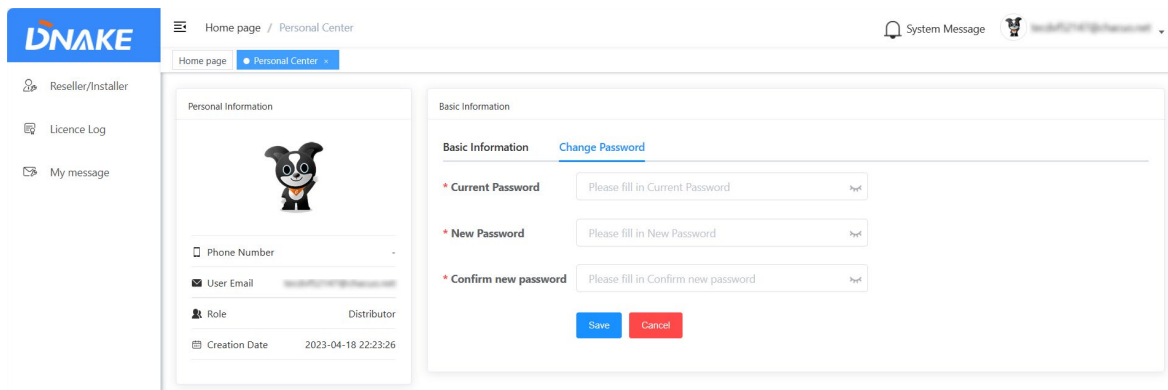 DNAKE
Home page / Personal Center
System Message
Home page
Personal Center ×
Reseller/Installer
Licence Log
My message
Personal Information
Phone Number -
User Email
Role Distributor
Creation Date 2023-04-18 22:23:26
Basic Information
Basic Information Change Password
* Current Password Please fill in Current Password
* New Password Please fill in New Password
* Confirm new password Please fill in Confirm new password
Save Cancel